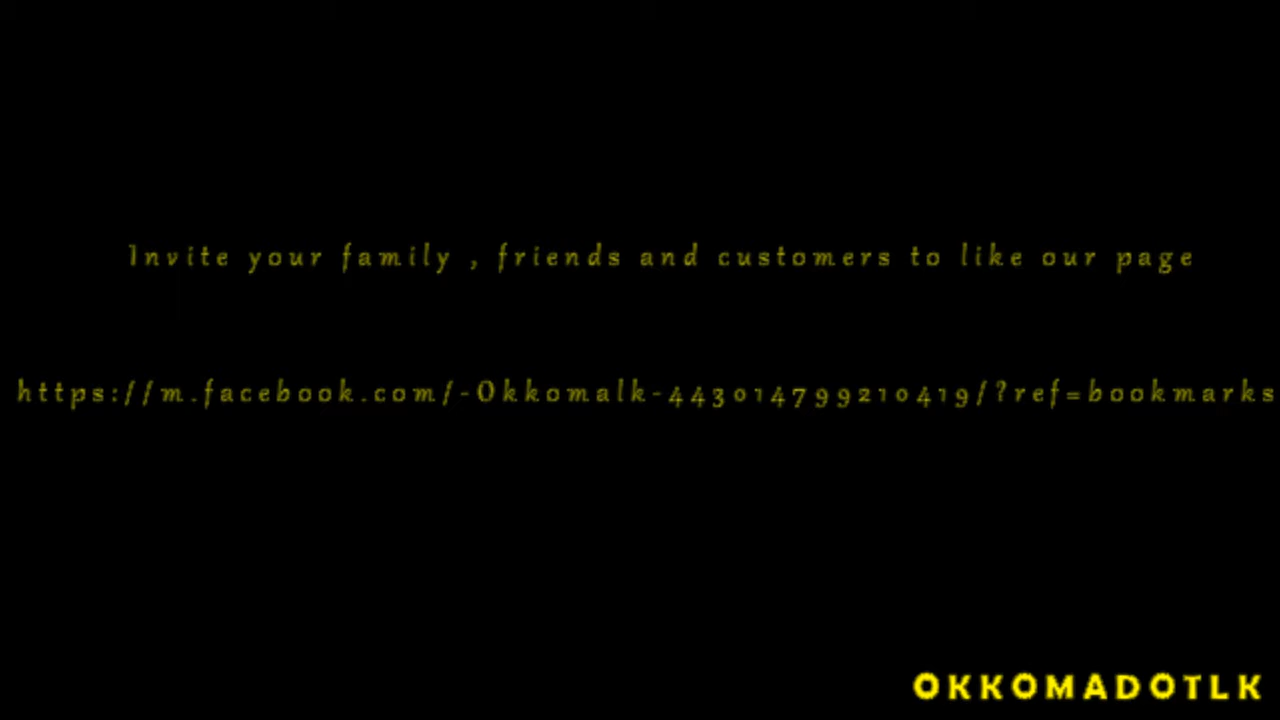 Invite your family , friends and customers to like our page
https://m.facebook.com/-Okkomalk-443014799210419/?ref=bookmarks
OKKOMADOTLK